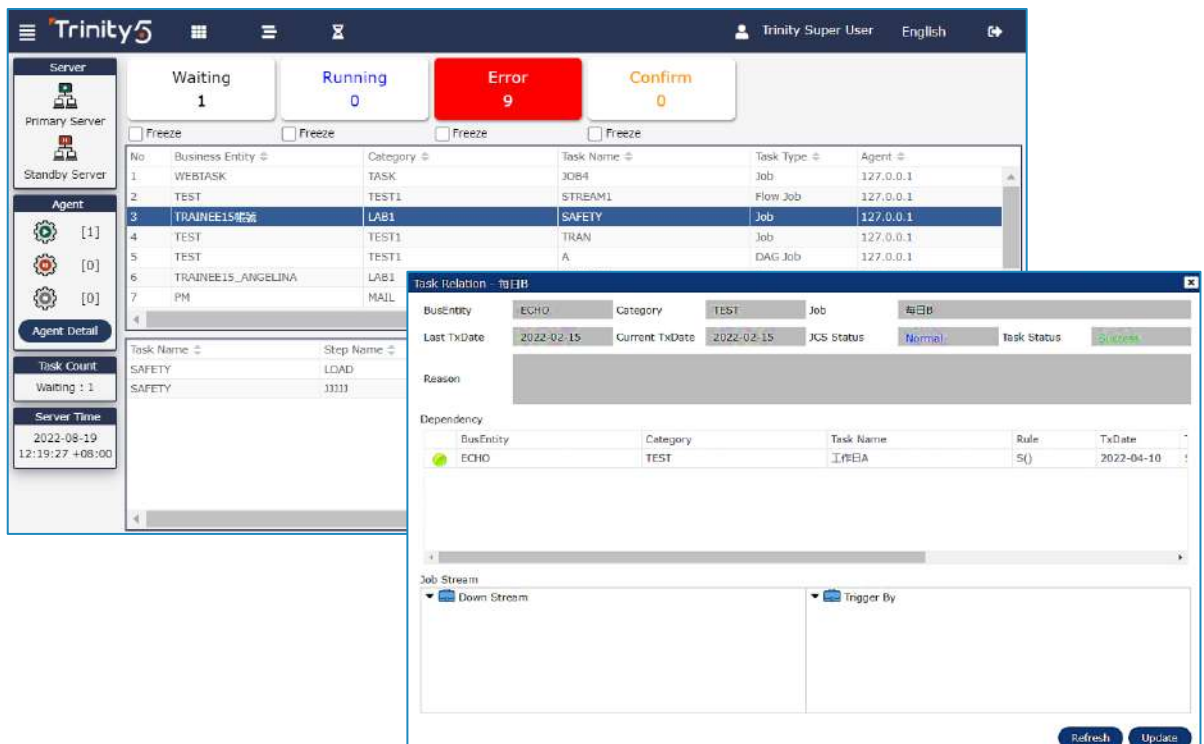 Trinity5 Trinity Super User English
Server
Primary Server
Standby Server
Agent
[1]
[0]
[0]
Agent Detail
Task Count
Waiting : 1
Server Time
2022-08-19
12:19:27 +08:00
Waiting Running Error Confirm
1 0 9 0
Freeze Freeze Freeze Freeze
No Business Entity Category Task Name Task Type Agent
1 WEBTASK TASK JOB4 Job 127.0.0.1
2 TEST TEST1 STREAM1 Flow Job 127.0.0.1
3 TRAINEE15帳號 LAB1 SAFETY Job 127.0.0.1
4 TEST TEST1 TRAN Job 127.0.0.1
5 TEST TEST1 A DAG Job 127.0.0.1
6 TRAINEE15_ANGELINA LAB1
7 PM MAIL
Task Name Step Name
SAFETY LOAD
SAFETY JJJJJ
Task Relation - 每日B
BusEntity ECHO Category TEST Job 每日B
Last TxDate 2022-02-15 Current TxDate 2022-02-15 JCS Status Normal Task Status Success
Reason
Dependency
BusEntity Category Task Name Rule TxDate
ECHO TEST 工作日A S() 2022-04-10
Job Stream
Down Stream Trigger By
Refresh Update